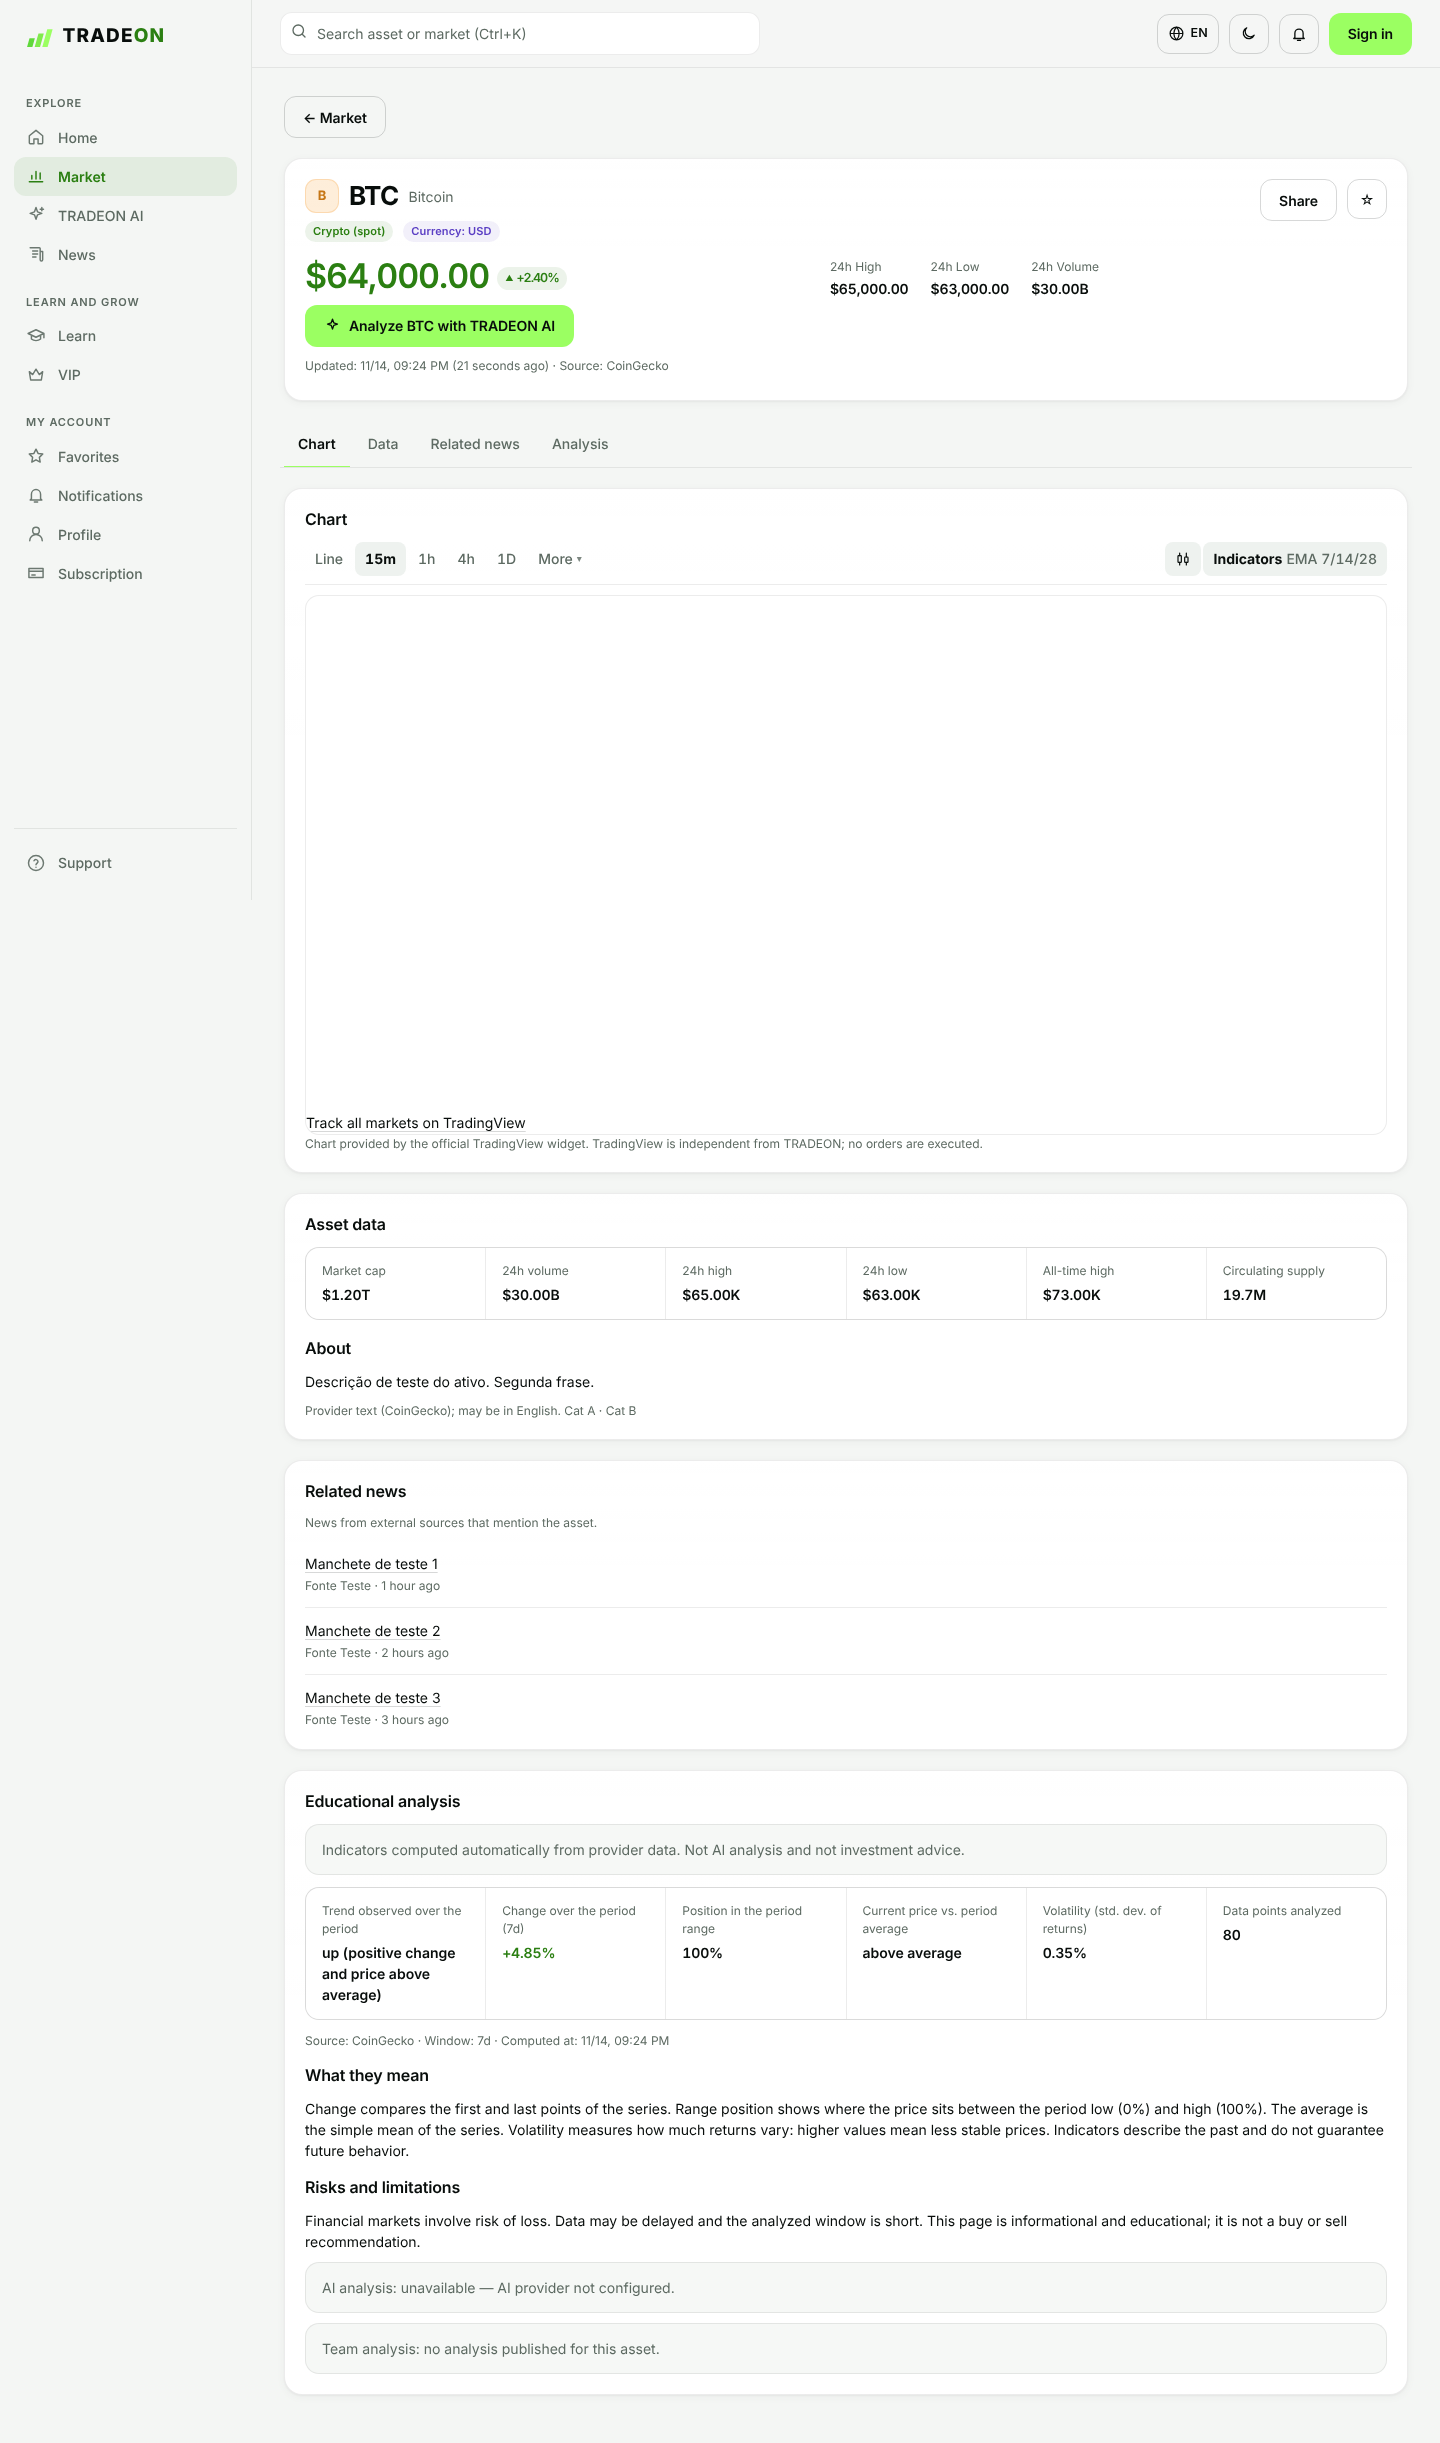 TRADEON
Search asset or market (Ctrl+K)
EN
Sign in
EXPLORE
Home
Market
TRADEON AI
News
LEARN AND GROW
Learn
VIP
MY ACCOUNT
Favorites
Notifications
Profile
Subscription
Support
← Market
B BTC Bitcoin
Share
☆
Crypto (spot) Currency: USD
$64,000.00 ▲ +2.40%
24h High 24h Low 24h Volume
$65,000.00 $63,000.00 $30.00B
Analyze BTC with TRADEON AI
Updated: 11/14, 09:24 PM (21 seconds ago) · Source: CoinGecko
Chart Data Related news Analysis
Chart
Line 15m 1h 4h 1D More ▾
Indicators EMA 7/14/28
Track all markets on TradingView
Chart provided by the official TradingView widget. TradingView is independent from TRADEON; no orders are executed.
Asset data
Market cap
$1.20T
24h volume
$30.00B
24h high
$65.00K
24h low
$63.00K
All-time high
$73.00K
Circulating supply
19.7M
About
Descrição de teste do ativo. Segunda frase.
Provider text (CoinGecko); may be in English. Cat A · Cat B
Related news
News from external sources that mention the asset.
Manchete de teste 1
Fonte Teste · 1 hour ago
Manchete de teste 2
Fonte Teste · 2 hours ago
Manchete de teste 3
Fonte Teste · 3 hours ago
Educational analysis
Indicators computed automatically from provider data. Not AI analysis and not investment advice.
Trend observed over the
period
up (positive change
and price above
average)
Change over the period
(7d)
+4.85%
Position in the period
range
100%
Current price vs. period
average
above average
Volatility (std. dev. of
returns)
0.35%
Data points analyzed
80
Source: CoinGecko · Window: 7d · Computed at: 11/14, 09:24 PM
What they mean
Change compares the first and last points of the series. Range position shows where the price sits between the period low (0%) and high (100%). The average is
the simple mean of the series. Volatility measures how much returns vary: higher values mean less stable prices. Indicators describe the past and do not guarantee
future behavior.
Risks and limitations
Financial markets involve risk of loss. Data may be delayed and the analyzed window is short. This page is informational and educational; it is not a buy or sell
recommendation.
AI analysis: unavailable — AI provider not configured.
Team analysis: no analysis published for this asset.